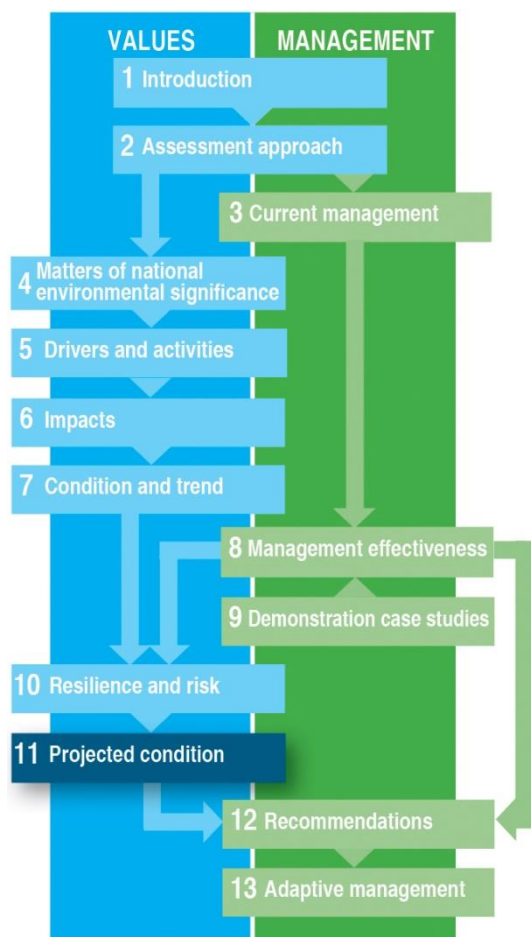 VALUES
MANAGEMENT
1 Introduction
2 Assessment approach
3 Current management
4 Matters of national
environmental significance
5 Drivers and activities
6 Impacts
7 Condition and trend
8 Management effectiveness
9 Demonstration case studies
10 Resilience and risk
11 Projected condition
12 Recommendations
13 Adaptive management